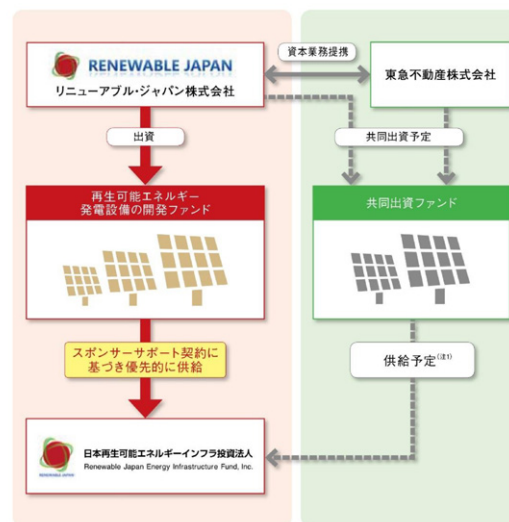 RENEWABLE JAPAN
リニューアブル・ジャパン株式会社
資本業務提携
東急不動産株式会社
出資
共同出資予定
再生可能エネルギー
発電設備の開発ファンド
共同出資ファンド
スポンサーサポート契約に
基づき優先的に供給
供給予定(注1)
日本再生可能エネルギーインフラ投資法人
Renewable Japan Energy Infrastructure Fund, Inc.
RENEWABLE JAPAN